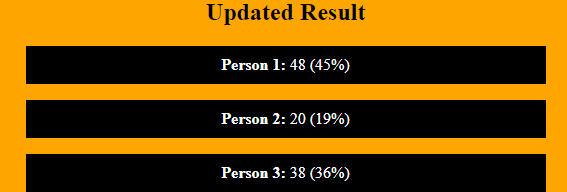 Updated Result
Person 1: 48 (45%)
Person 2: 20 (19%)
Person 3: 38 (36%)